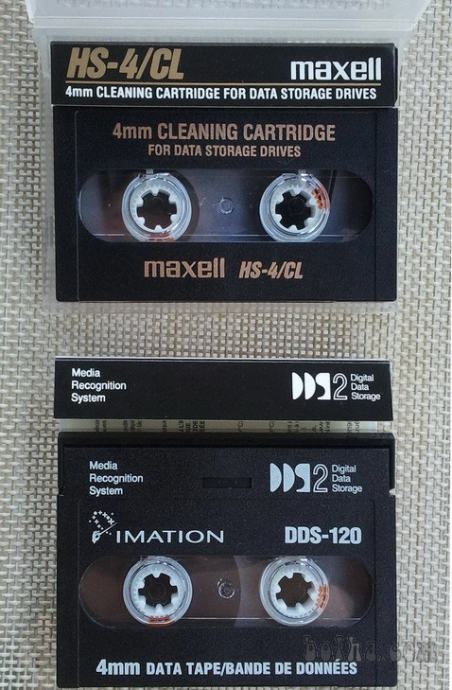 HS-4/CL maxell
4mm CLEANING CARTRIDGE FOR DATA STORAGE DRIVES
4mm CLEANING CARTRIDGE
FOR DATA STORAGE DRIVES
maxell HS-4/CL
Media
Recognition
System
DDS2 Digital
Data
Storage
Media
Recognition
System
DDS2 Digital
Data
Storage
IMATION DDS-120
4mm DATA TAPE/BANDE DE DONNÉES
bolha.com